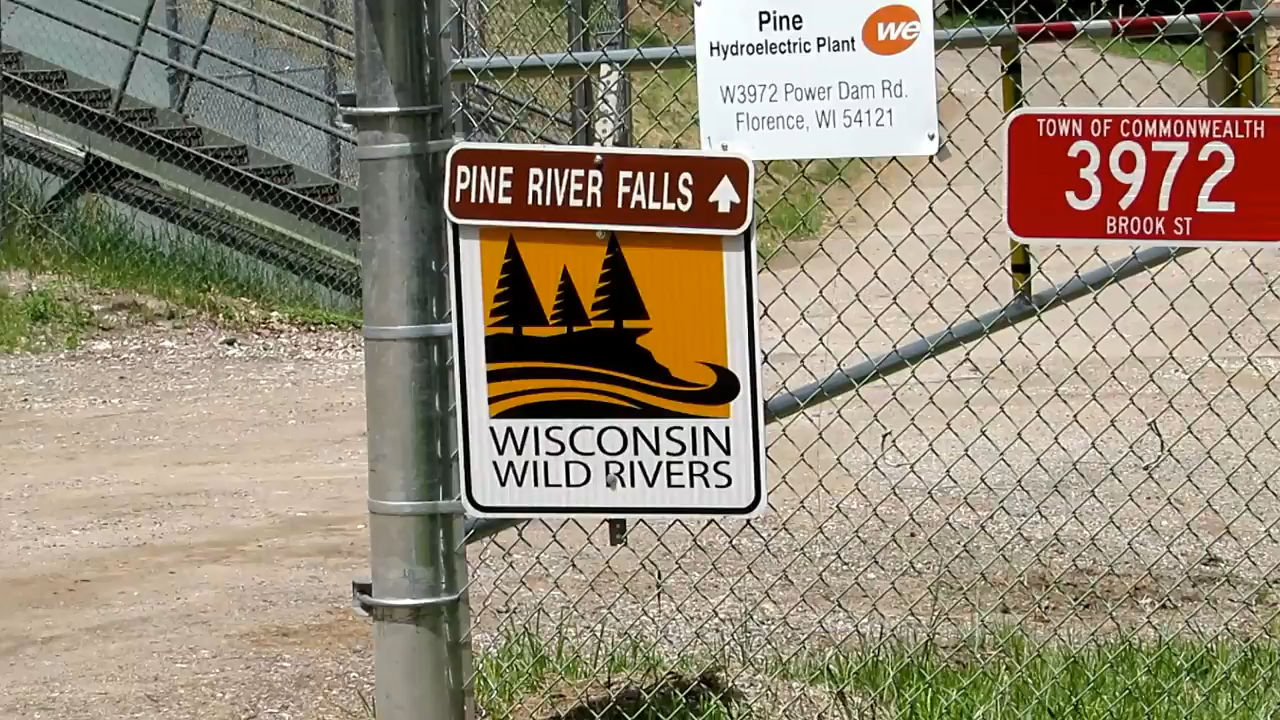 Pine
Hydroelectric Plant
we
W3972 Power Dam Rd.
Florence, WI 54121
TOWN OF COMMONWEALTH
3972
BROOK ST
PINE RIVER FALLS
WISCONSIN
WILD RIVERS